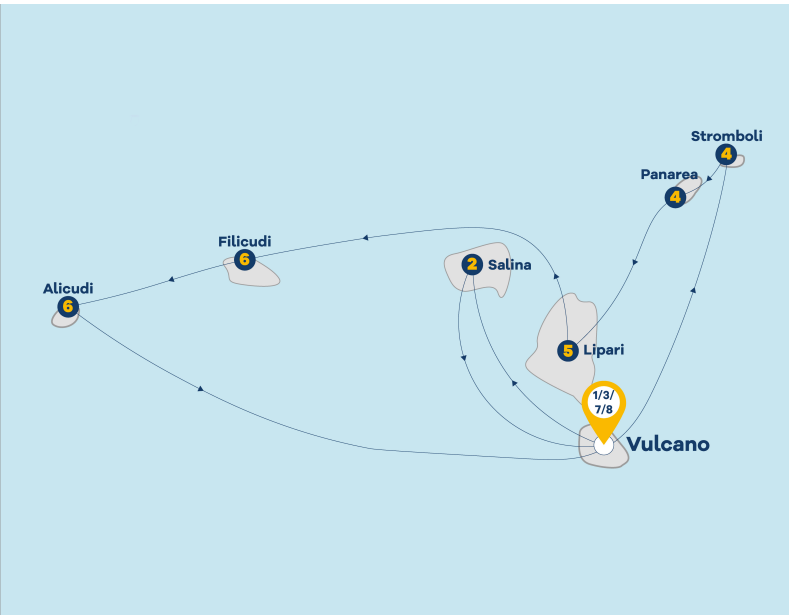 Stromboli
4
Panarea
4
Filicudi
6
2 Salina
Alicudi
6
5 Lipari
1/3/
7/8
Vulcano